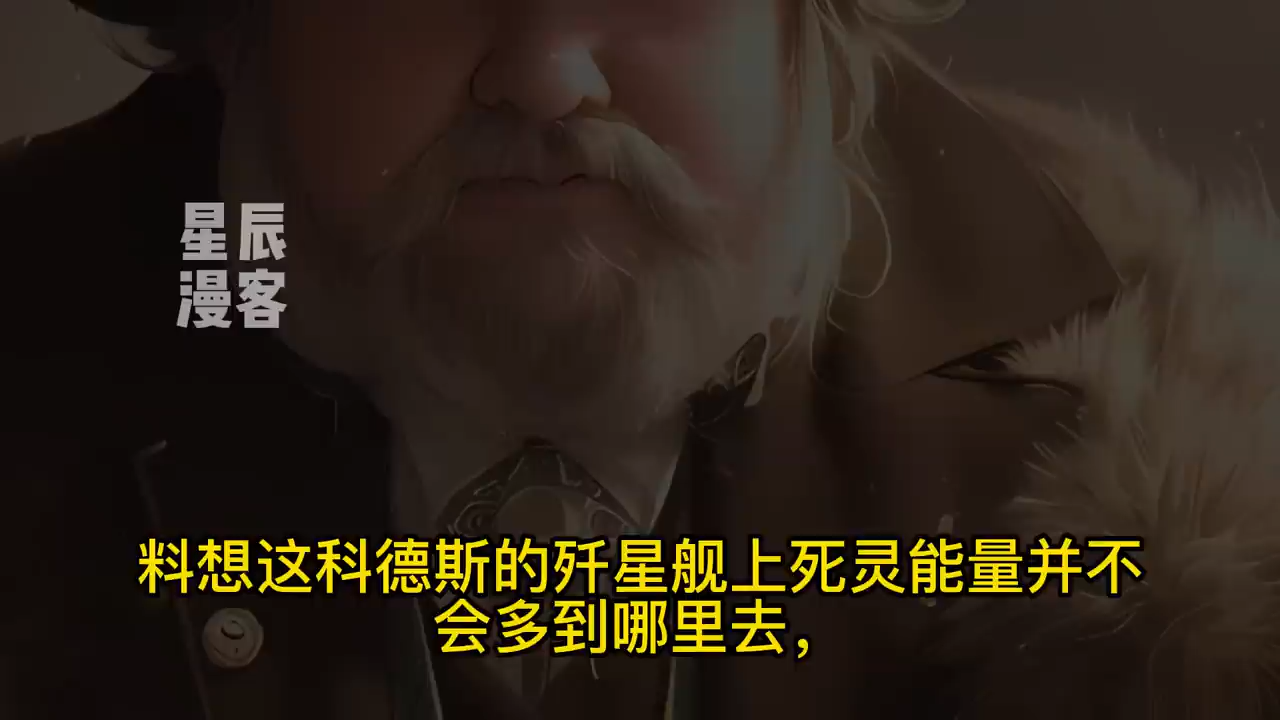 星辰
漫客
料想这科德斯的歼星舰上死灵能量并不
会多到哪里去，